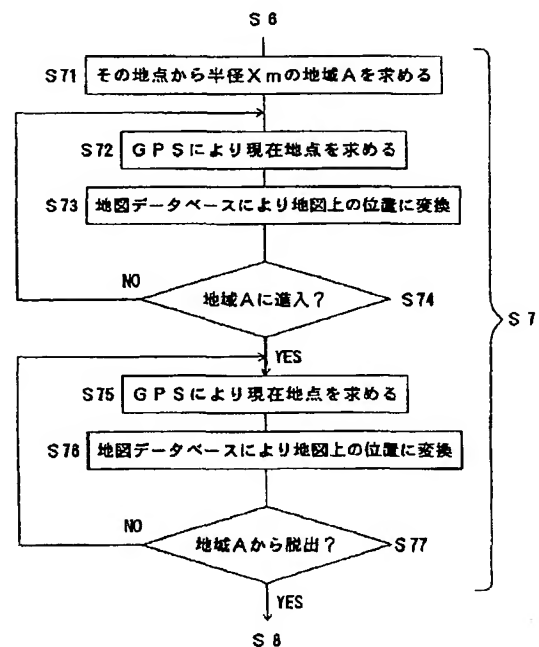 S6
S71 その地点から半径Xmの地域Aを求める
S72 GPSにより現在地点を求める
S73 地図データベースにより地図上の位置に変換
NO
地域Aに進入?
S74
S7
YES
S75 GPSにより現在地点を求める
S76 地図データベースにより地図上の位置に変換
NO
地域Aから脱出?
S77
YES
S8